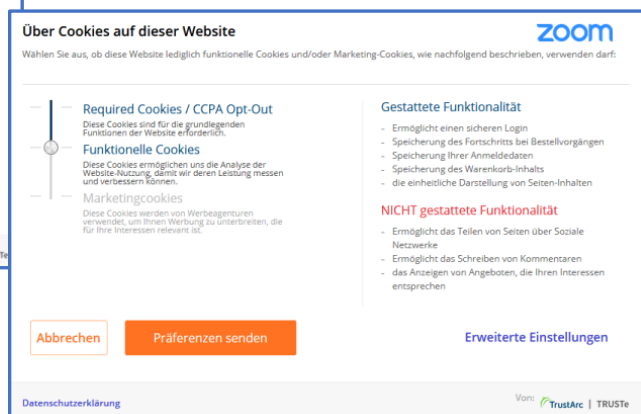 Über Cookies auf dieser Website
zoom
Wählen Sie aus, ob diese Website lediglich funktionelle Cookies und/oder Marketing-Cookies, wie nachfolgend beschrieben, verwenden darf:
Required Cookies / CCPA Opt-Out
Diese Cookies sind für die grundlegenden
Funktionen der Website erforderlich.
Funktionelle Cookies
Diese Cookies ermöglichen uns die Analyse der
Website-Nutzung, damit wir deren Leistung messen
und verbessern können.
Marketingcookies
Diese Cookies werden von Werbeagenturen
verwendet, um Ihnen Werbung zu unterbreiten, die
für Ihre Interessen relevant ist.
Gestattete Funktionalität
- Ermöglicht einen sicheren Login
- Speicherung des Fortschritts bei Bestellvorgängen
- Speicherung Ihrer Anmeldedaten
- Speicherung des Warenkorb-Inhalts
- die einheitliche Darstellung von Seiten-Inhalten
NICHT gestattete Funktionalität
- Ermöglicht das Teilen von Seiten über Soziale
Netzwerke
- Ermöglicht das Schreiben von Kommentaren
- das Anzeigen von Angeboten, die Ihren Interessen
entsprechen
Abbrechen
Präferenzen senden
Erweiterte Einstellungen
Datenschutzerklärung
Von: TrustArc | TRUSTe